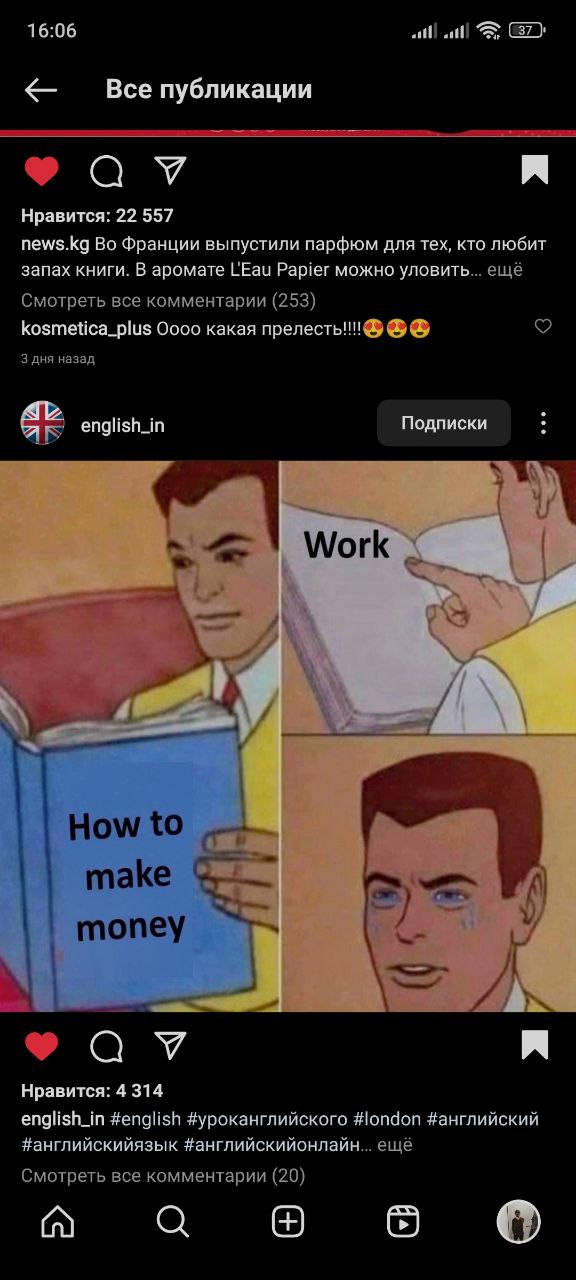 16:06
37
Все публикации
Нравится: 22 557
news.kg Во Франции выпустили парфюм для тех, кто любит
запах книги. В аромате L'Eau Papier можно уловить... ещё
Смотреть все комментарии (253)
kosmetica_plus Оооо какая прелесть!!!!😍😍😍
3 дня назад
english_in
Подписки
Work
How to
make
money
Нравится: 4 314
english_in #english #уроканглийского #london #английский
#английскийязык #английскийонлайн... ещё
Смотреть все комментарии (20)